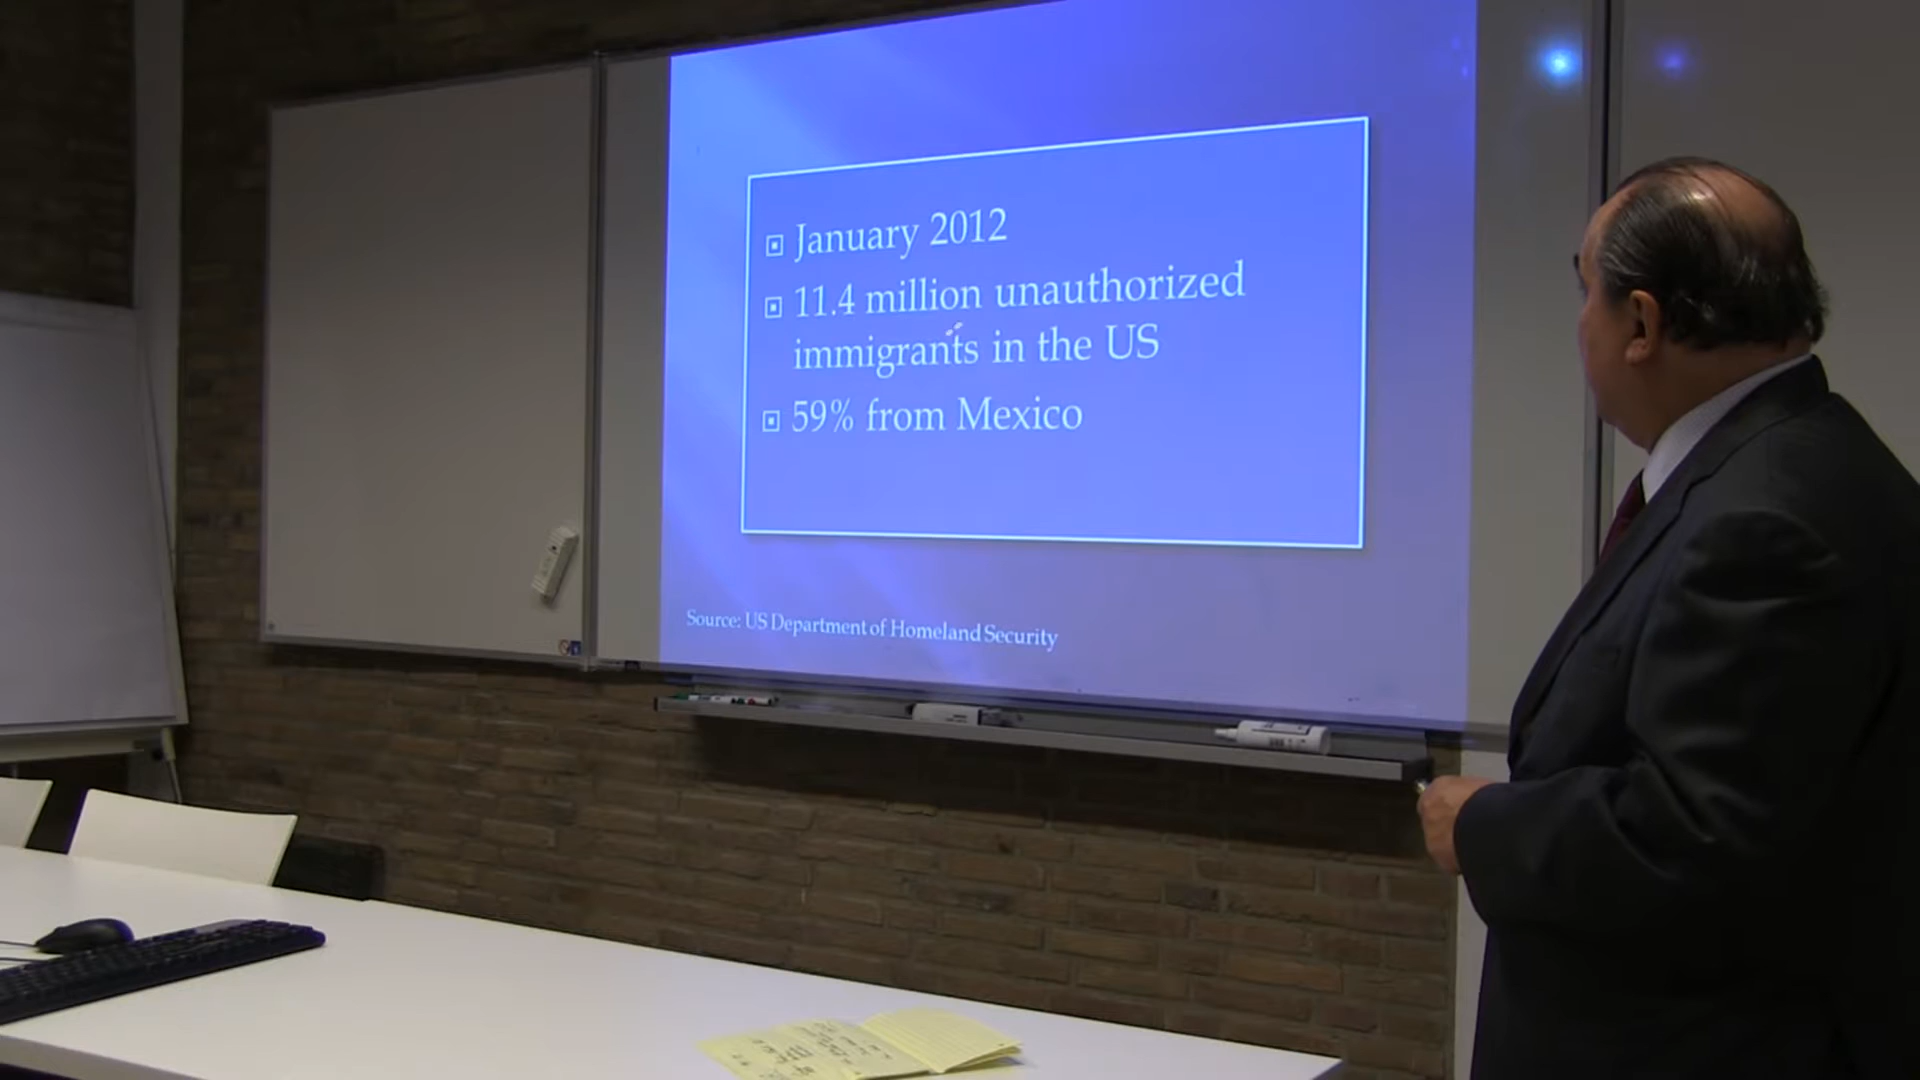 January 2012
11.4 million unauthorized
immigrants in the US
59% from Mexico
Source: US Department of Homeland Security